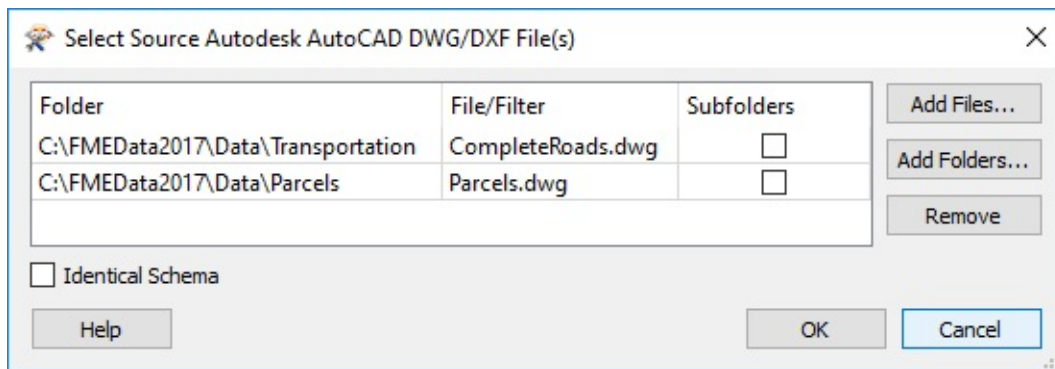 Select Source Autodesk AutoCAD DWG/DXF File(s)
Folder File/Filter Subfolders
C:\FMEData2017\Data\Transportation CompleteRoads.dwg
C:\FMEData2017\Data\Parcels Parcels.dwg
Add Files...
Add Folders...
Remove
Identical Schema
Help OK Cancel